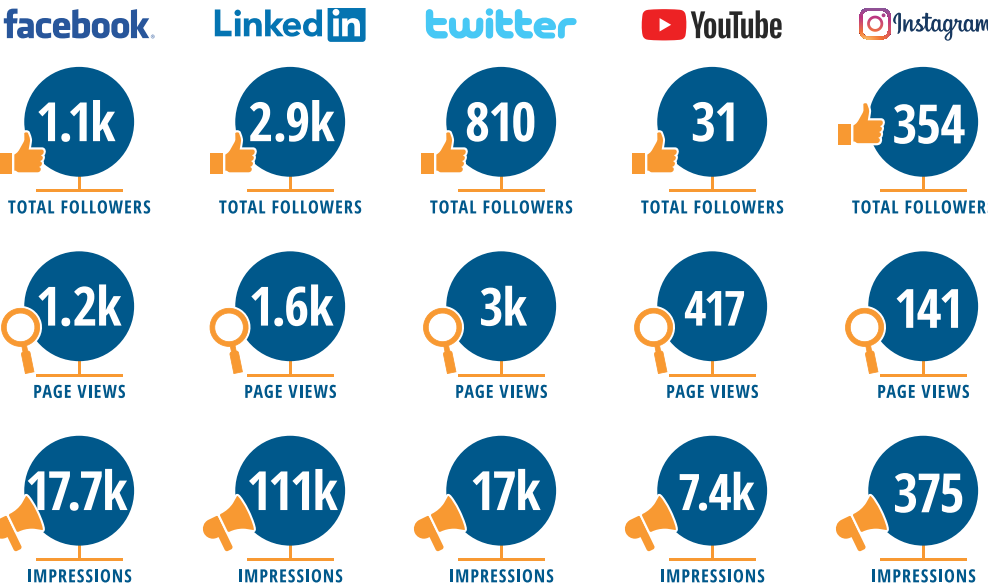 facebook. LinkedIn twitter YouTube Instagram
1.1k 2.9k 810 31 354
TOTAL FOLLOWERS TOTAL FOLLOWERS TOTAL FOLLOWERS TOTAL FOLLOWERS TOTAL FOLLOWER
1.2k 1.6k 3k 417 141
PAGE VIEWS PAGE VIEWS PAGE VIEWS PAGE VIEWS PAGE VIEWS
17.7k 111k 17k 7.4k 375
IMPRESSIONS IMPRESSIONS IMPRESSIONS IMPRESSIONS IMPRESSIONS